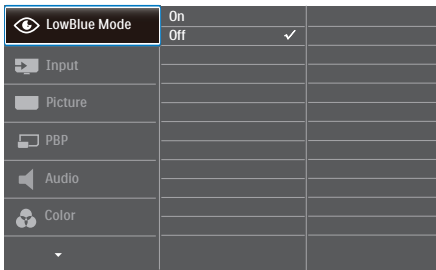 LowBlue Mode
On
Off
Input
Picture
PBP
Audio
Color